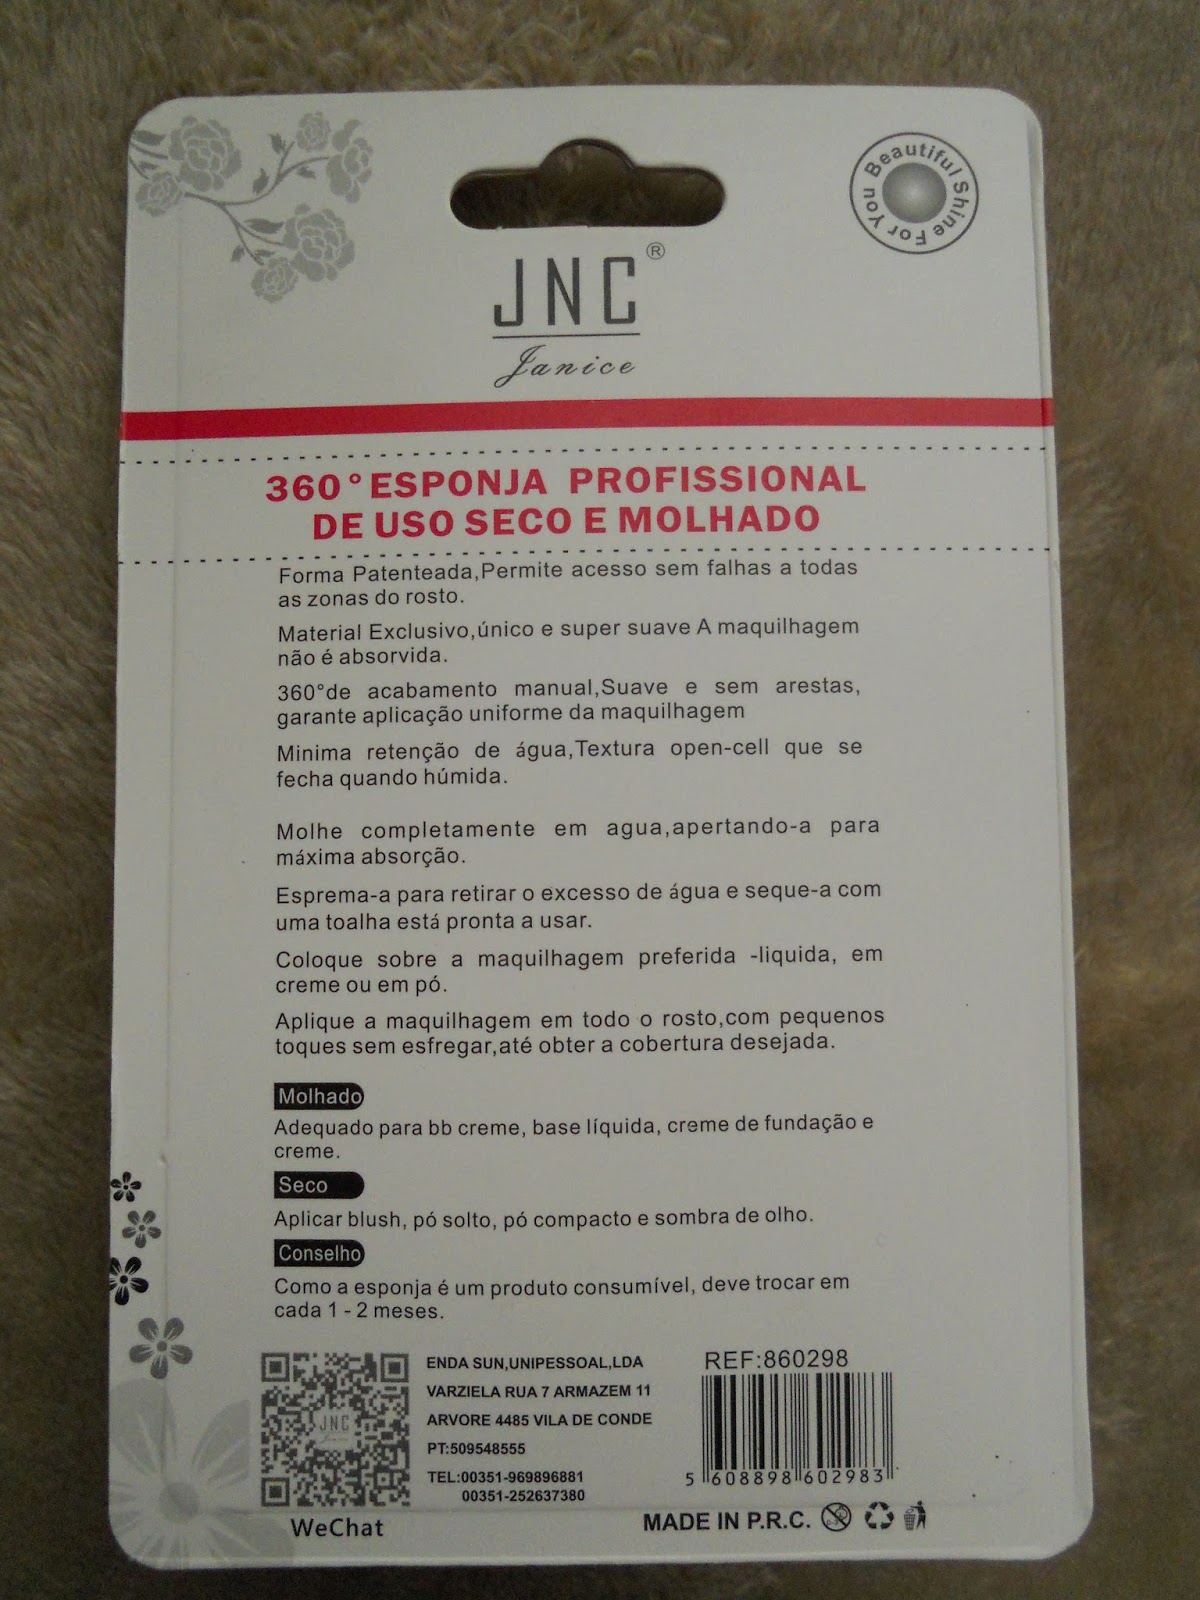 Beautiful Shine For You
JNC®
Janice
360°ESPONJA PROFISSIONAL
DE USO SECO E MOLHADO
Forma Patenteada,Permite acesso sem falhas a todas
as zonas do rosto.
Material Exclusivo,único e super suave A maquilhagem
não é absorvida.
360°de acabamento manual,Suave e sem arestas,
garante aplicação uniforme da maquilhagem
Minima retenção de água,Textura open-cell que se
fecha quando húmida.
Molhe completamente em agua,apertando-a para
máxima absorção.
Esprema-a para retirar o excesso de água e seque-a com
uma toalha está pronta a usar.
Coloque sobre a maquilhagem preferida -liquida, em
creme ou em pó.
Aplique a maquilhagem em todo o rosto,com pequenos
toques sem esfregar,até obter a cobertura desejada.
Molhado
Adequado para bb creme, base líquida, creme de fundação e
creme.
Seco
Aplicar blush, pó solto, pó compacto e sombra de olho.
Conselho
Como a esponja é um produto consumível, deve trocar em
cada 1 - 2 meses.
JNC
Janice
WeChat
ENDA SUN,UNIPESSOAL,LDA
VARZIELA RUA 7 ARMAZEM 11
ARVORE 4485 VILA DE CONDE
PT:509548555
TEL:00351-969896881
00351-252637380
REF:860298
5 608898 602983
MADE IN P.R.C.